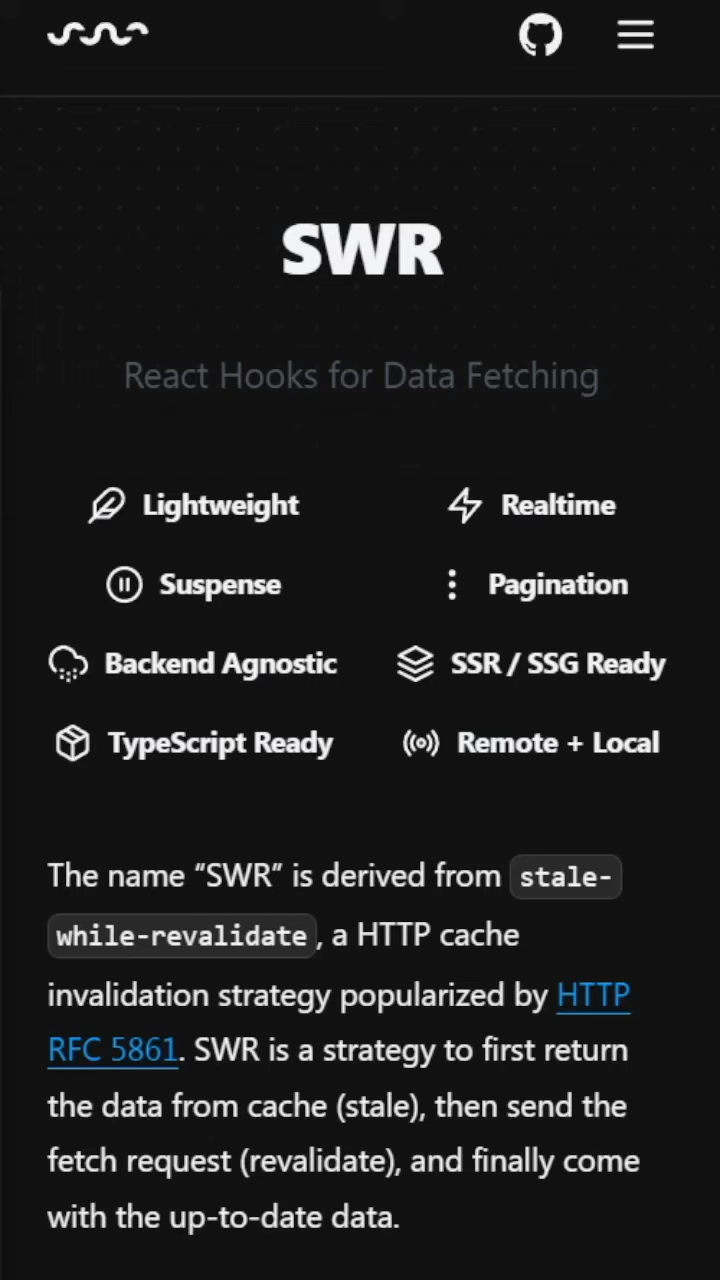 SWR
React Hooks for Data Fetching
Lightweight
Realtime
Suspense
Pagination
Backend Agnostic
SSR / SSG Ready
TypeScript Ready
Remote + Local
The name “SWR” is derived from stale-
while-revalidate, a HTTP cache
invalidation strategy popularized by HTTP
RFC 5861. SWR is a strategy to first return
the data from cache (stale), then send the
fetch request (revalidate), and finally come
with the up-to-date data.